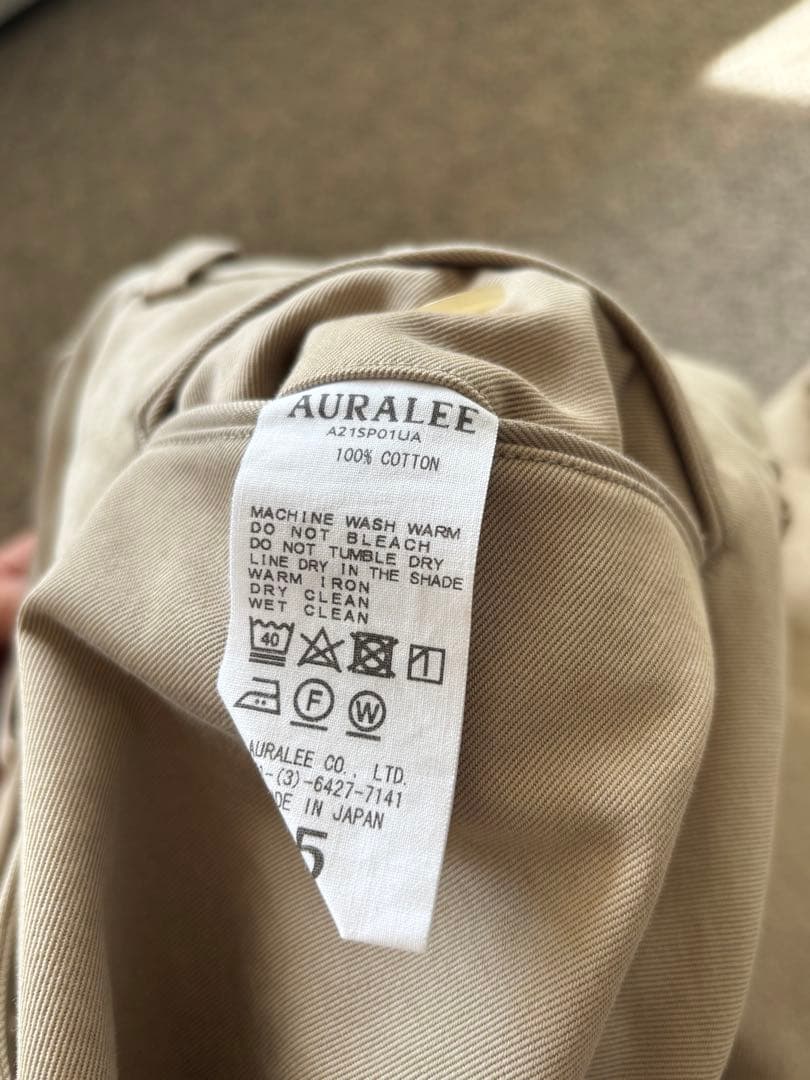 AURALEE
A21SP01UA
100% COTTON
MACHINE WASH WARM
DO NOT BLEACH
DO NOT TUMBLE DRY
LINE DRY IN THE SHADE
WARM IRON
DRY CLEAN
WET CLEAN
40
F W
AURALEE CO., LTD.
-(3)-6427-7141
DE IN JAPAN
5